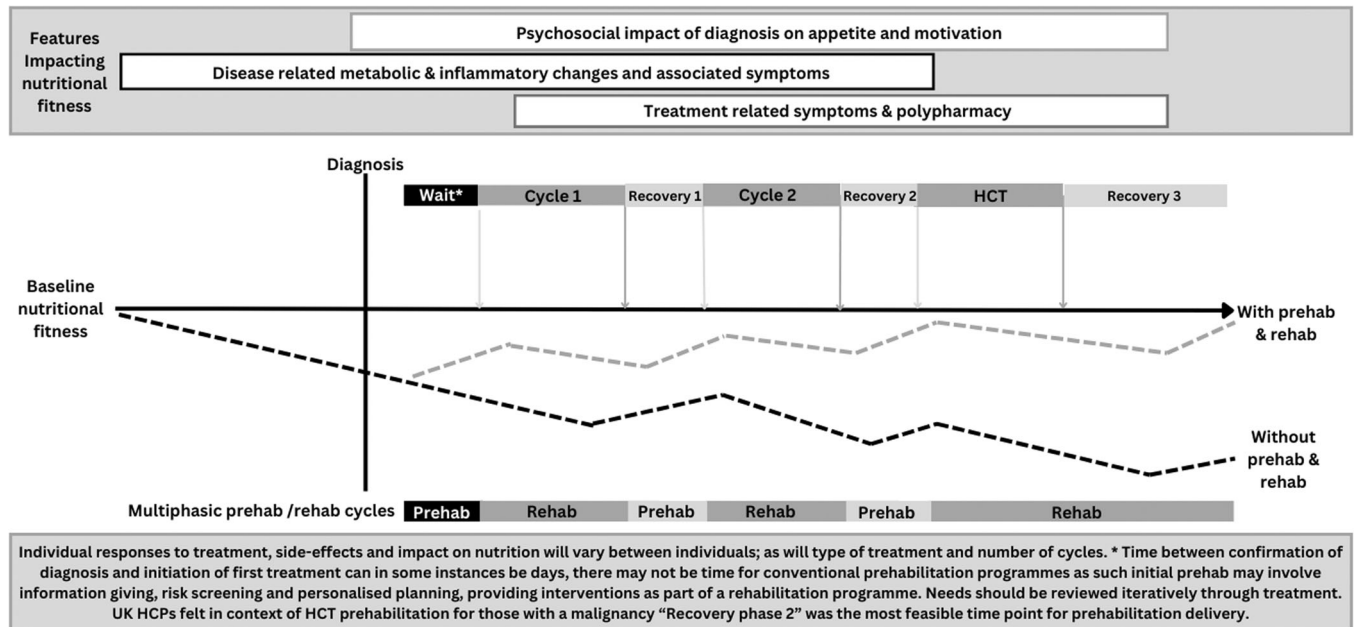 Features
Impacting
nutritional
fitness
Psychosocial impact of diagnosis on appetite and motivation
Disease related metabolic & inflammatory changes and associated symptoms
Treatment related symptoms & polypharmacy
Diagnosis
Wait*
Cycle 1
Recovery 1
Cycle 2
Recovery 2
HCT
Recovery 3
Baseline
nutritional
fitness
With prehab
& rehab
Without
prehab &
rehab
Multiphasic prehab /rehab cycles
Prehab
Rehab
Prehab
Rehab
Prehab
Rehab
Individual responses to treatment, side-effects and impact on nutrition will vary between individuals; as will type of treatment and number of cycles. * Time between confirmation of
diagnosis and initiation of first treatment can in some instances be days, there may not be time for conventional prehabilitation programmes as such initial prehab may involve
information giving, risk screening and personalised planning, providing interventions as part of a rehabilitation programme. Needs should be reviewed iteratively through treatment.
UK HCPs felt in context of HCT prehabilitation for those with a malignancy “Recovery phase 2” was the most feasible time point for prehabilitation delivery.